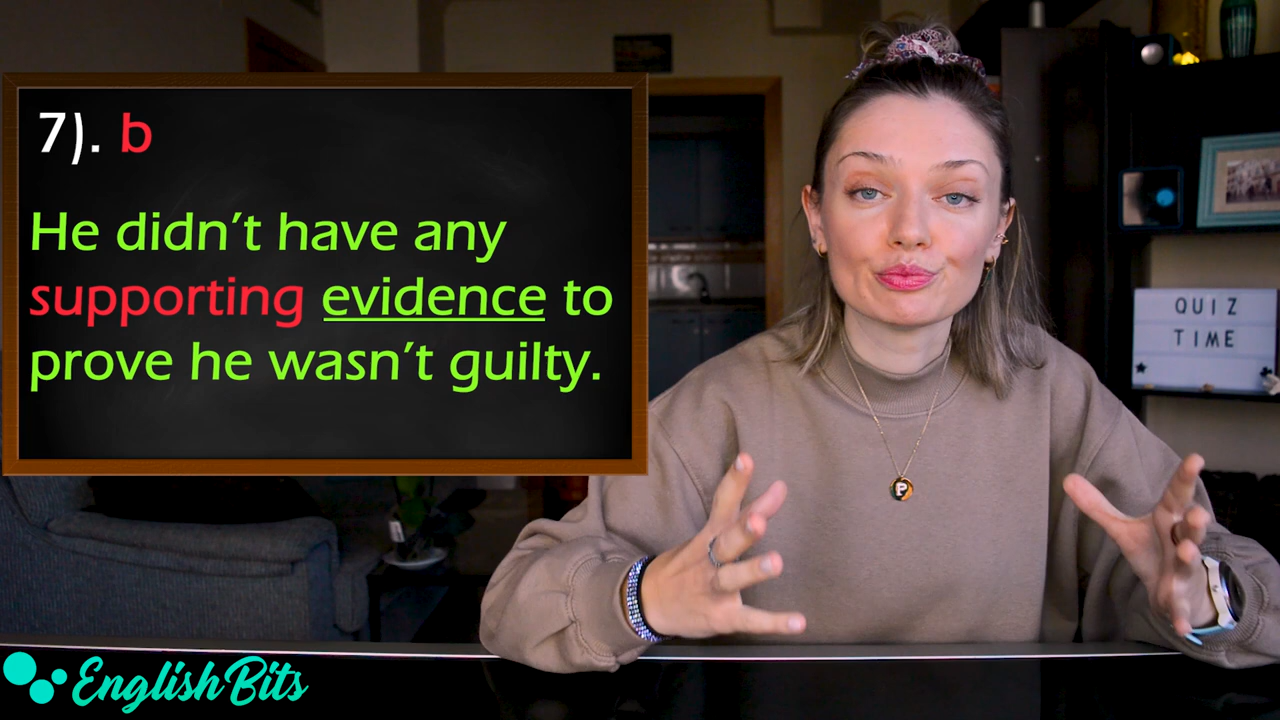 7). b
He didn’t have any
supporting evidence to
prove he wasn’t guilty.
QUIZ
TIME
P
EnglishBits